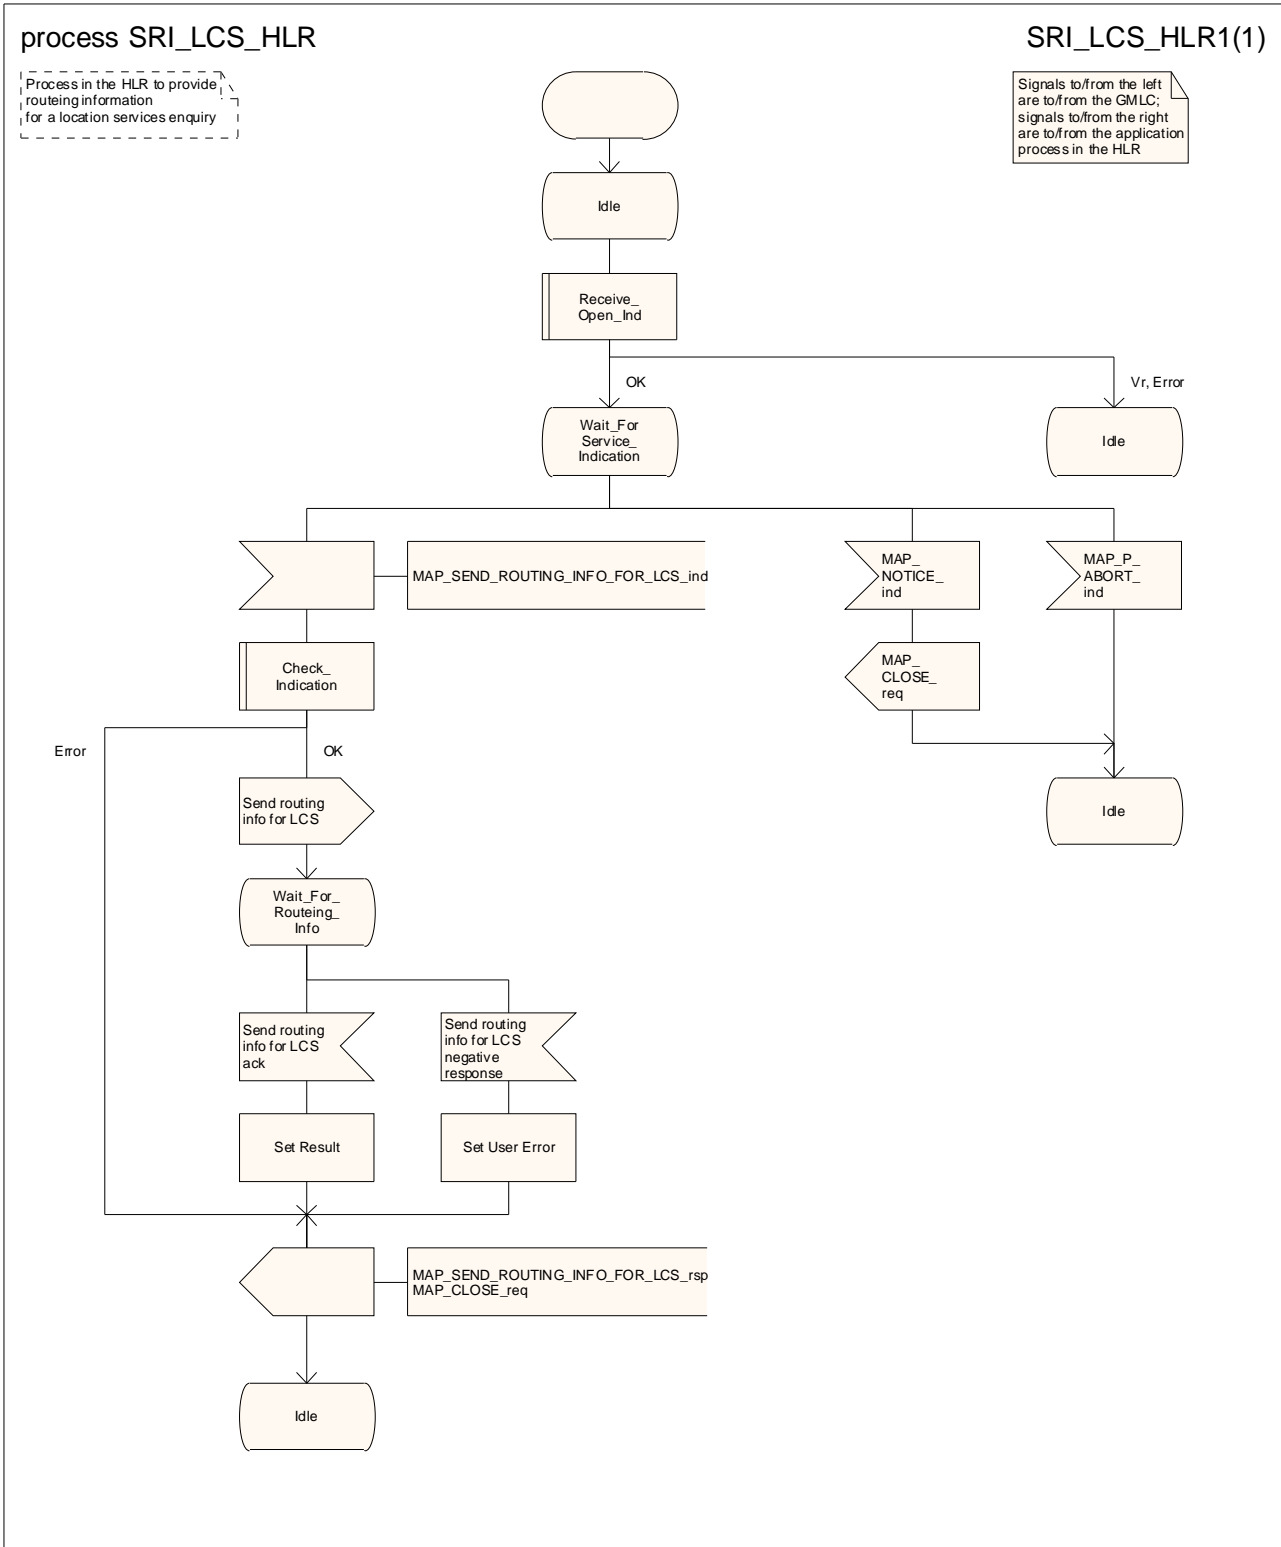 process SRI_LCS_HLR
SRI_LCS_HLR1(1)
Process in the HLR to provide
routeing information
for a location services enquiry
Signals to/from the left
are to/from the GMLC;
signals to/from the right
are to/from the application
process in the HLR
Idle
Receive_
Open_Ind
OK
Vr, Error
Wait_For
Service_
Indication
Idle
MAP_SEND_ROUTING_INFO_FOR_LCS_ind
MAP_
NOTICE_
ind
MAP_P_
ABORT_
ind
Check_
Indication
MAP_
CLOSE_
req
Error
OK
Send routing
info for LCS
Idle
Wait_For_
Routeing_
Info
Send routing
info for LCS
ack
Send routing
info for LCS
negative
response
Set Result
Set User Error
MAP_SEND_ROUTING_INFO_FOR_LCS_rsp
MAP_CLOSE_req
Idle